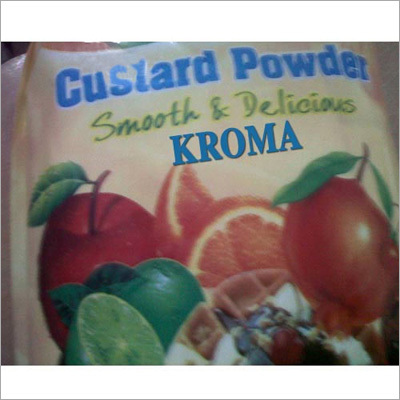 Custard Powder
Smooth & Delicious
KROMA